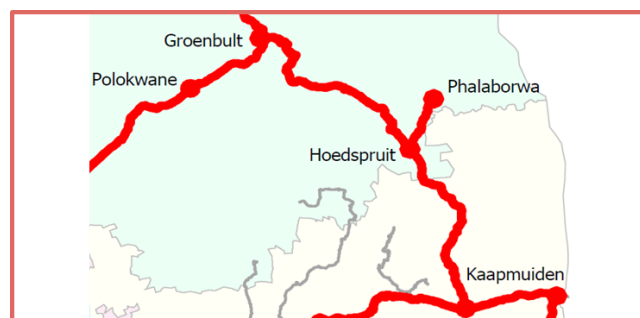 Groenbult
Polokwane
Phalaborwa
Hoedspruit
Kaapmuiden